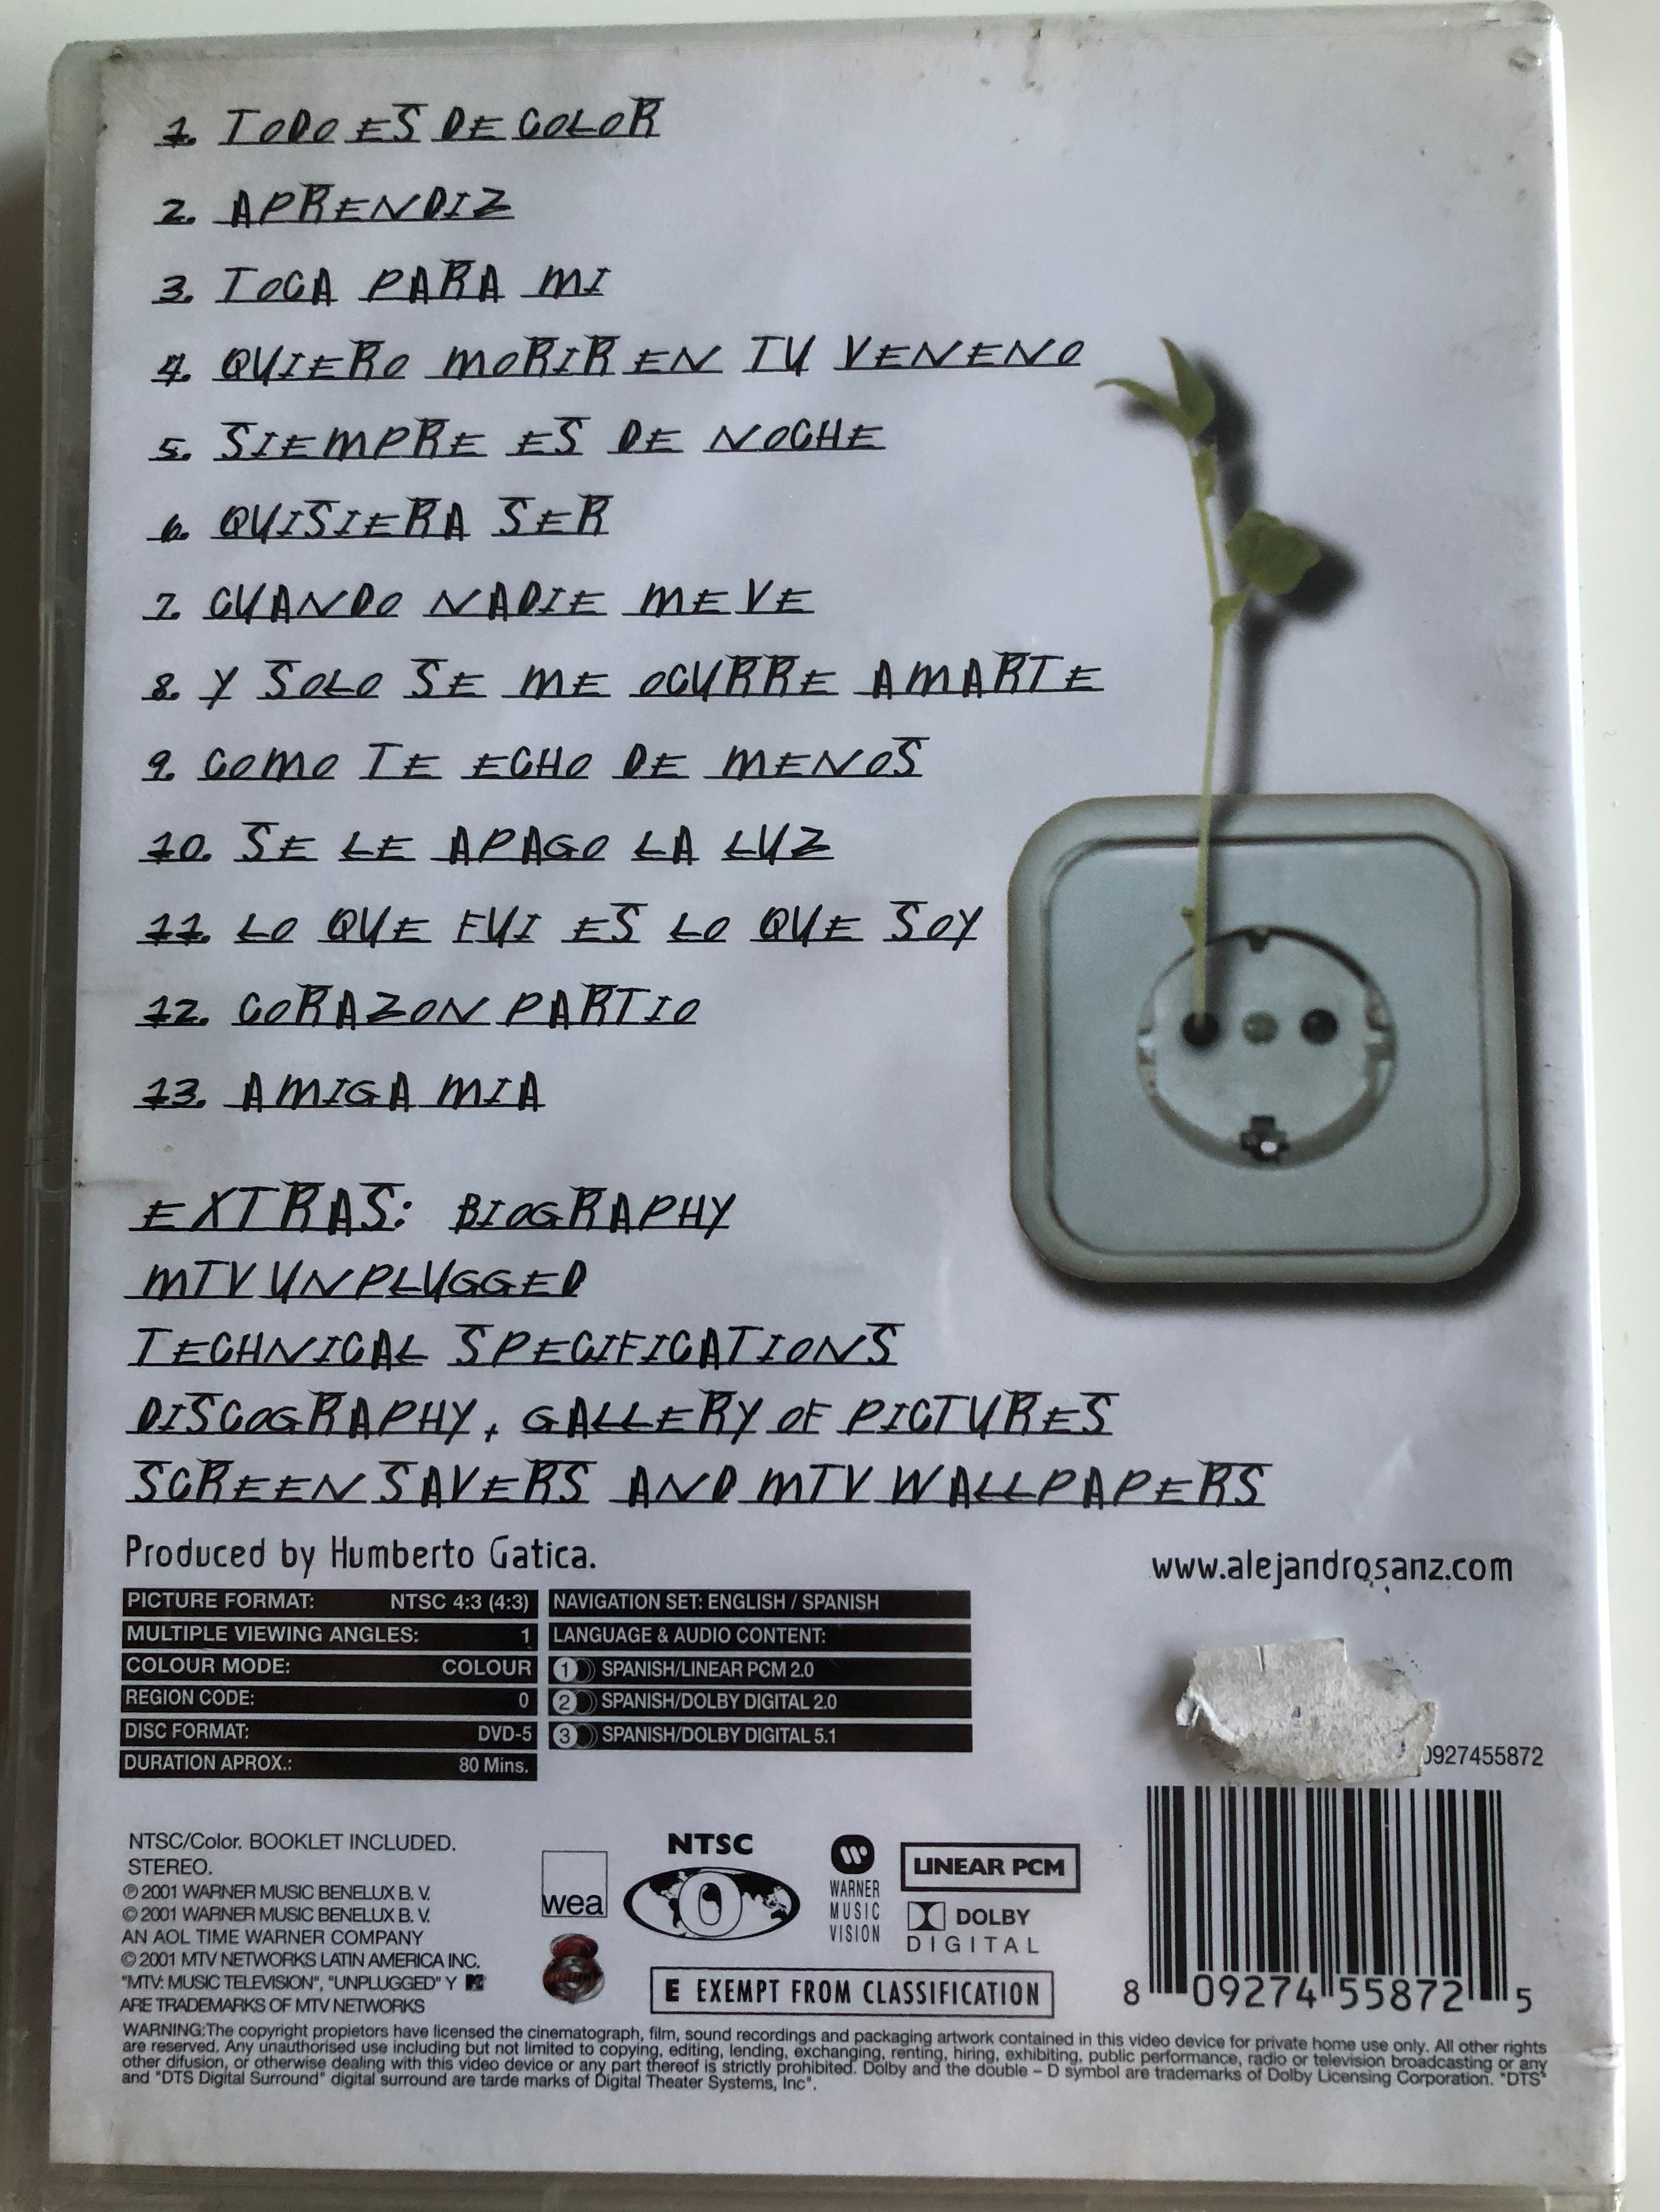 1. TODO ES DE COLOR
2. APRENDIZ
3. TOCA PARA MI
4. QUIERO MORIR EN TU VENENO
5. SIEMPRE ES DE NOCHE
6. QUISIERA SER
7. CUANDO NADIE ME VE
8. Y SOLO SE ME OCURRE AMARTE
9. COMO TE ECHO DE MENOS
10. SE LE APAGO LA LUZ
11. LO QUE FUI ES LO QUE SOY
12. CORAZON PARTIO
13. AMIGA MIA
EXTRAS: BIOGRAPHY
MTV UNPLUGGED
TECHNICAL SPECIFICATIONS
DISCOGRAPHY, GALLERY OF PICTURES
SCREEN SAVERS AND MTV WALLPAPERS
Produced by Humberto Gatica.
www.alejandrosanz.com
PICTURE FORMAT: NTSC 4:3 (4:3)
MULTIPLE VIEWING ANGLES: 1
COLOUR MODE: COLOUR
REGION CODE: 0
DISC FORMAT: DVD-5
DURATION APROX.: 80 Mins.
NAVIGATION SET: ENGLISH / SPANISH
LANGUAGE & AUDIO CONTENT:
1 SPANISH/LINEAR PCM 2.0
2 SPANISH/DOLBY DIGITAL 2.0
3 SPANISH/DOLBY DIGITAL 5.1
0927455872
NTSC/Color. BOOKLET INCLUDED.
STEREO.
℗ 2001 WARNER MUSIC BENELUX B. V.
© 2001 WARNER MUSIC BENELUX B. V.
AN AOL TIME WARNER COMPANY
© 2001 MTV NETWORKS LATIN AMERICA INC.
"MTV: MUSIC TELEVISION", "UNPLUGGED" Y
ARE TRADEMARKS OF MTV NETWORKS
wea
NTSC
0
WARNER
MUSIC
VISION
LINEAR PCM
DOLBY
DIGITAL
E EXEMPT FROM CLASSIFICATION
8 09274 55872 5
WARNING:The copyright propietors have licensed the cinematograph, film, sound recordings and packaging artwork contained in this video device for private home use only. All other rights
are reserved. Any unauthorised use including but not limited to copying, editing, lending, exchanging, renting, hiring, exhibiting, public performance, radio or television broadcasting or any
other difusion, or otherwise dealing with this video device or any part thereof is strictly prohibited. Dolby and the double – D symbol are trademarks of Dolby Licensing Corporation. "DTS"
and "DTS Digital Surround" digital surround are tarde marks of Digital Theater Systems, Inc".